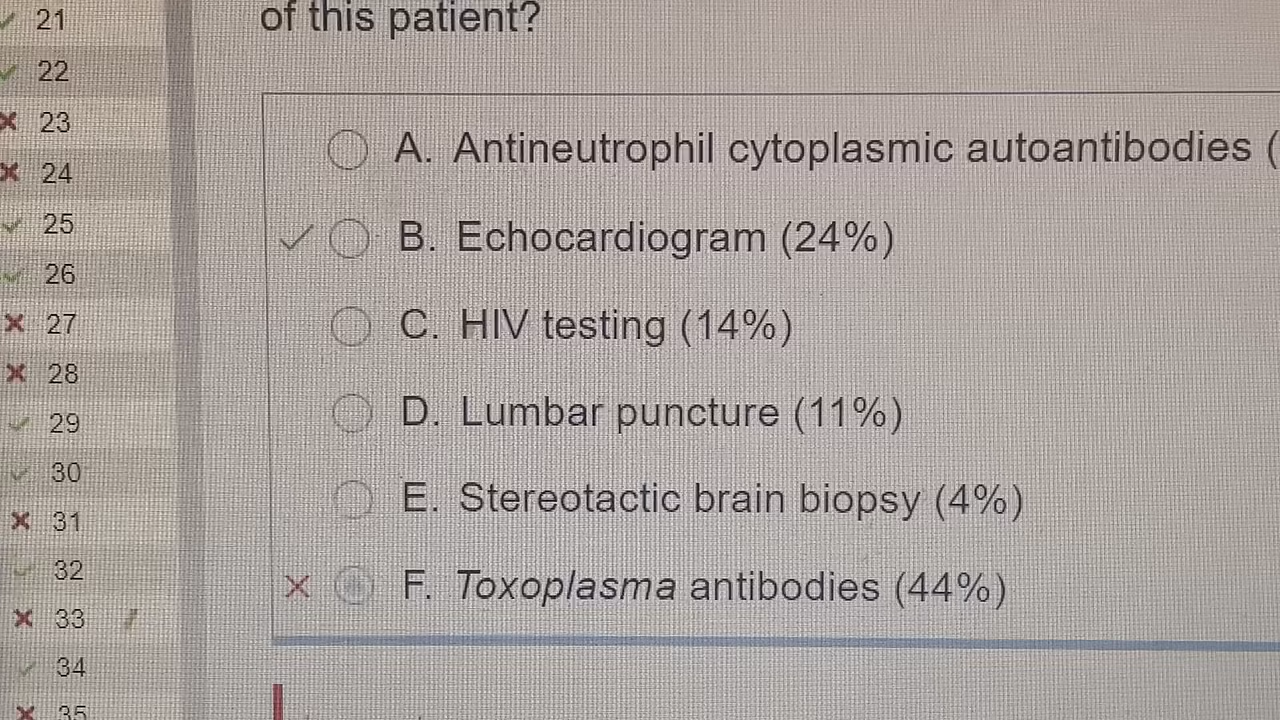 of this patient?
21
22
23
24
25
26
27
28
29
30
31
32
33
34
35
A. Antineutrophil cytoplasmic autoantibodies (
B. Echocardiogram (24%)
C. HIV testing (14%)
D. Lumbar puncture (11%)
E. Stereotactic brain biopsy (4%)
F. Toxoplasma antibodies (44%)